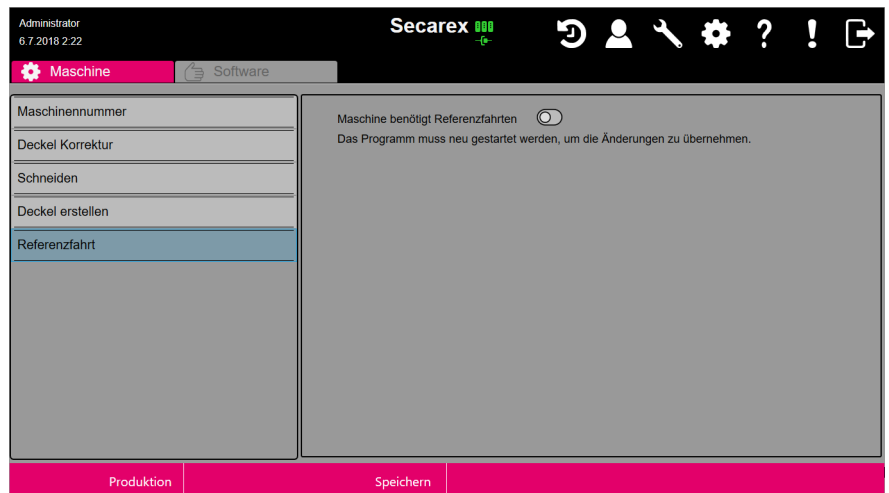 Administrator
6.7.2018 2:22
Secarex
? !
Maschine
Software
Maschinennummer
Deckel Korrektur
Schneiden
Deckel erstellen
Referenzfahrt
Maschine benötigt Referenzfahrten
Das Programm muss neu gestartet werden, um die Änderungen zu übernehmen.
Produktion
Speichern